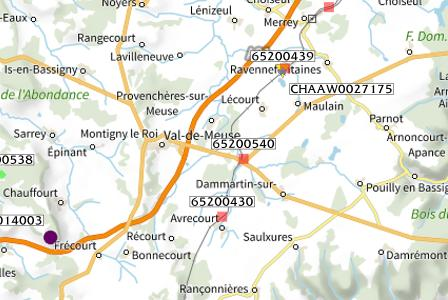 Noyers
Lénizeul
Choiseul
Choiseul
Merrey
Rangecourt
Lavilleneuve
65200439
F. Dom.
Is-en-Bassigny
de l'Abondance
Provenchères-sur-
Meuse
Lécourt
CHAAW0027175
Maulain
Parnot
Sarrey
Montigny le Roi
Val-de-Meuse
Arnoncourt
Apance
Épinant
65200540
00538
Chauffourt
Dammartin-sur-
Pouilly en Bassig
65200430
014003
Avrecourt
Bois d
Frécourt
Récourt
Saulxures
Bonnecourt
Damrémont
elles
Rançonnières